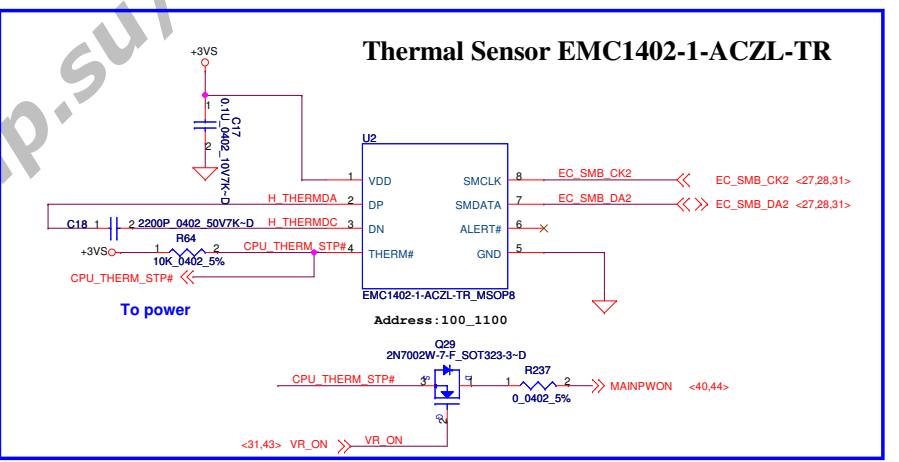 Thermal Sensor EMC1402-1-ACZL-TR
+3VS
1
C17
0.1U_0402_10V7K~D
2
U2
1 VDD
SMCLK 8 EC_SMB_CK2 EC_SMB_CK2 <27,28,31>
H_THERMDA 2 DP
SMDATA 7 EC_SMB_DA2 EC_SMB_DA2 <27,28,31>
C18 1 2 2200P_0402_50V7K~D H_THERMDC 3 DN
ALERT# 6
R64
+3VS 1 2 CPU_THERM_STP# 4 THERM#
GND 5
10K_0402_5%
CPU_THERM_STP#
EMC1402-1-ACZL-TR_MSOP8
To power
Address:100_1100
Q29
2N7002W-7-F_SOT323-3~D
R237
CPU_THERM_STP# 3 S D 1 1 2 MAINPWON <40,44>
0_0402_5%
G
2
<31,43> VR_ON VR_ON
p.su/